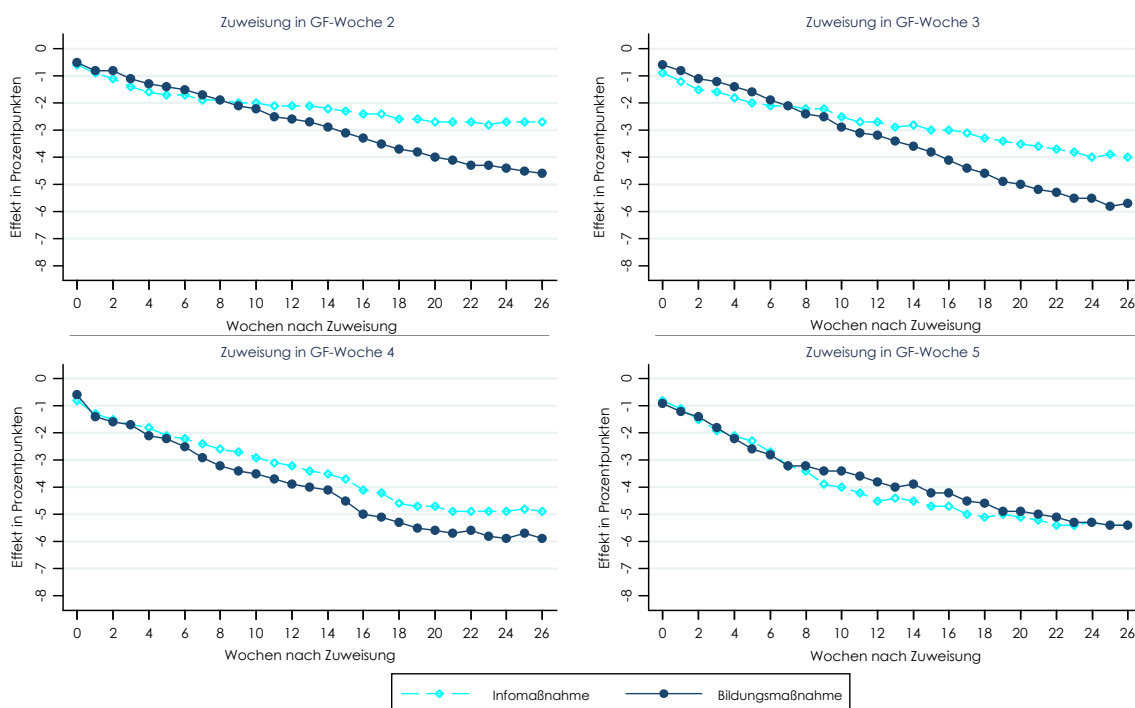 Zuweisung in GF-Woche 2
Effekt in Prozentpunkten
0
-1
-2
-3
-4
-5
-6
-7
-8
0 2 4 6 8 10 12 14 16 18 20 22 24 26
Wochen nach Zuweisung
Zuweisung in GF-Woche 3
Effekt in Prozentpunkten
0
-1
-2
-3
-4
-5
-6
-7
-8
0 2 4 6 8 10 12 14 16 18 20 22 24 26
Wochen nach Zuweisung
Zuweisung in GF-Woche 4
Effekt in Prozentpunkten
0
-1
-2
-3
-4
-5
-6
-7
-8
0 2 4 6 8 10 12 14 16 18 20 22 24 26
Wochen nach Zuweisung
Zuweisung in GF-Woche 5
Effekt in Prozentpunkten
0
-1
-2
-3
-4
-5
-6
-7
-8
0 2 4 6 8 10 12 14 16 18 20 22 24 26
Wochen nach Zuweisung
Infomaßnahme Bildungsmaßnahme